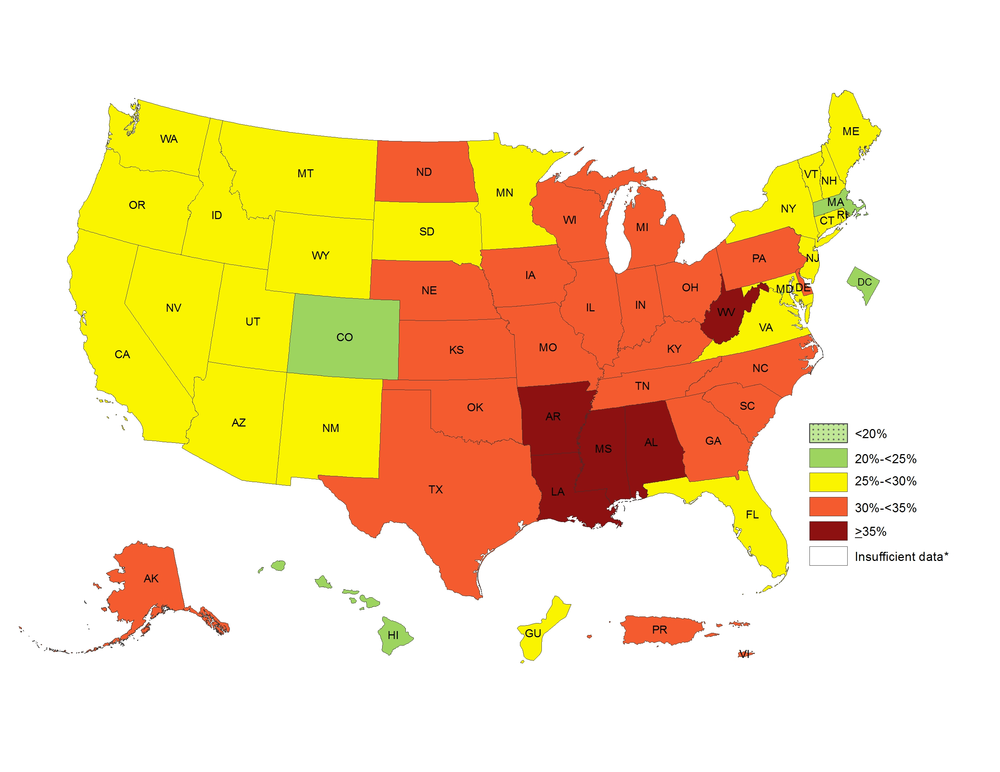 WA
ME
MT
ND
VT
NH
MN
OR
MA
NY
ID
RI
CT
WI
MI
SD
WY
PA
NJ
IA
DC
NE
OH
MD
DE
NV
IL
IN
WV
UT
VA
CO
CA
KS
MO
KY
NC
TN
SC
OK
AR
AZ
NM
GA
MS
AL
<20%
20%-<25%
25%-<30%
TX
LA
30%-<35%
FL
≥35%
Insufficient data*
AK
HI
GU
PR
VI